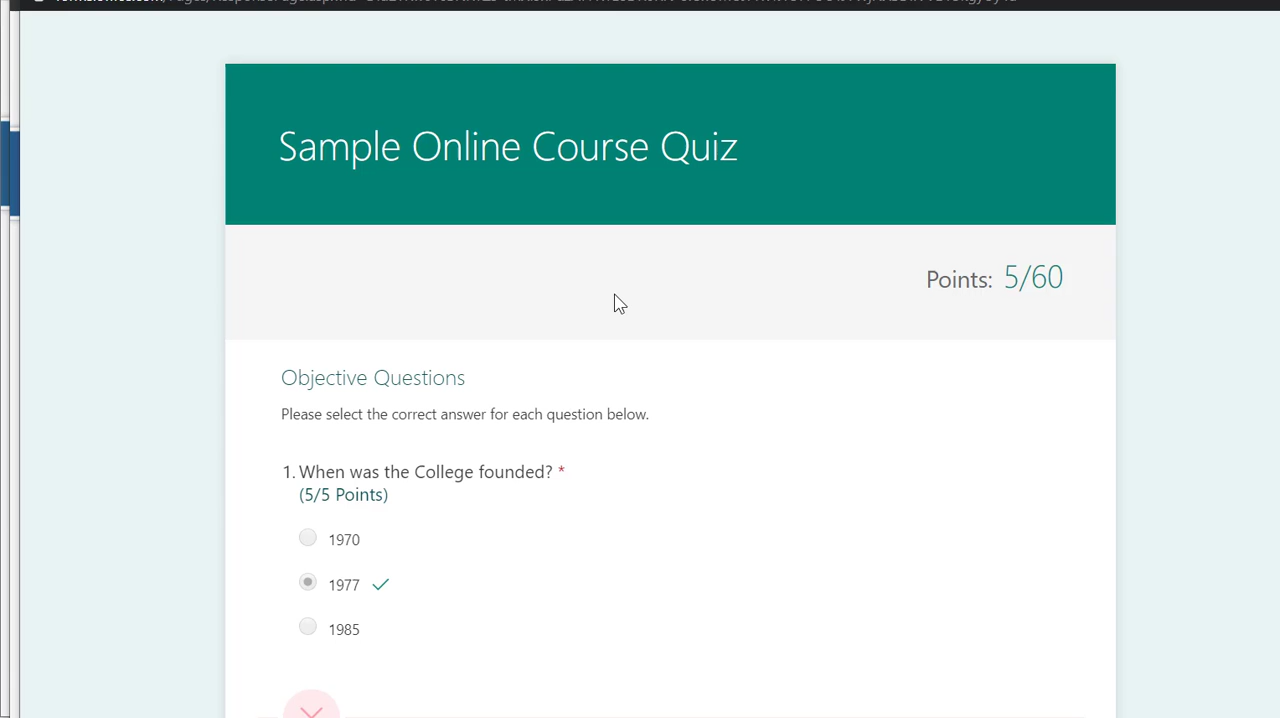 Sample Online Course Quiz
Points: 5/60
Objective Questions
Please select the correct answer for each question below.
1. When was the College founded? *
(5/5 Points)
1970
1977
1985